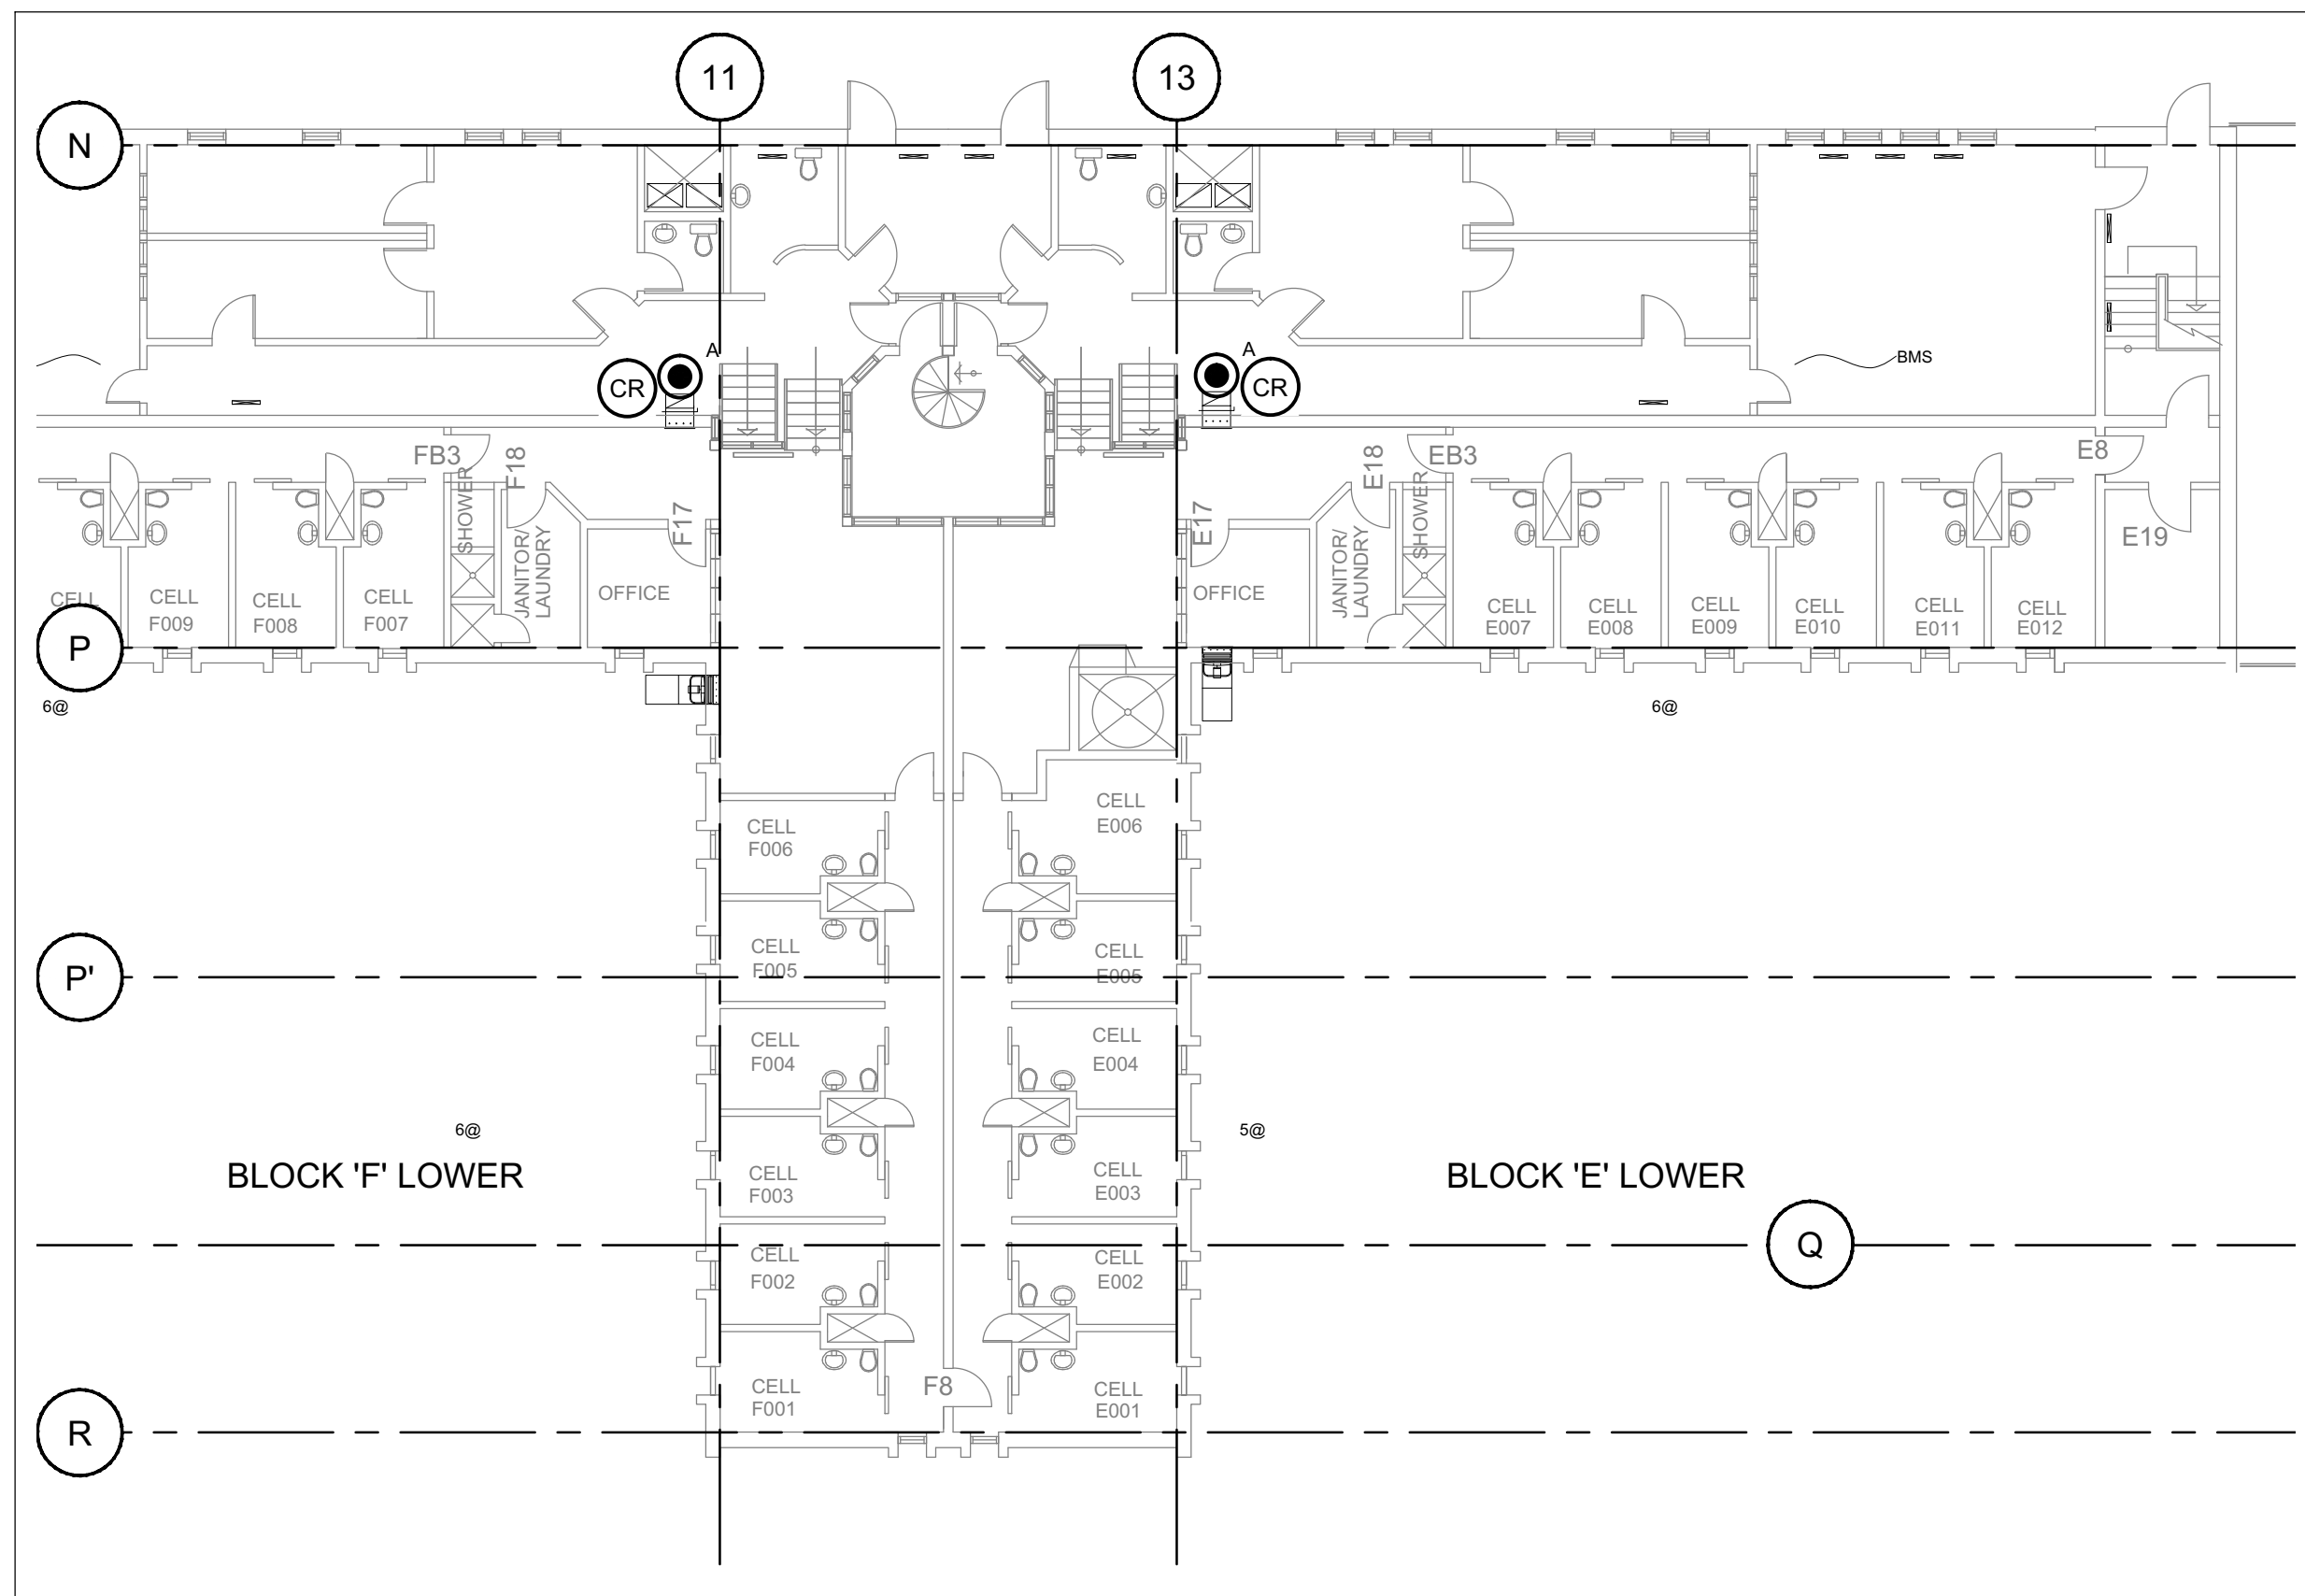 11
13
N
A
A
BMS
CR
CR
FB3
F18
SHOWER
JANITOR/
LAUNDRY
F17
OFFICE
E17
OFFICE
JANITOR/
LAUNDRY
E18
SHOWER
EB3
E8
E19
CELL
CELL
F009
CELL
F008
CELL
F007
CELL
E007
CELL
E008
CELL
E009
CELL
E010
CELL
E011
CELL
E012
P
6@
6@
CELL
F006
CELL
E006
CELL
F005
CELL
E005
P'
CELL
F004
CELL
E004
6@
5@
BLOCK 'F' LOWER
BLOCK 'E' LOWER
CELL
F003
CELL
E003
Q
CELL
F002
CELL
E002
CELL
F001
F8
CELL
E001
R